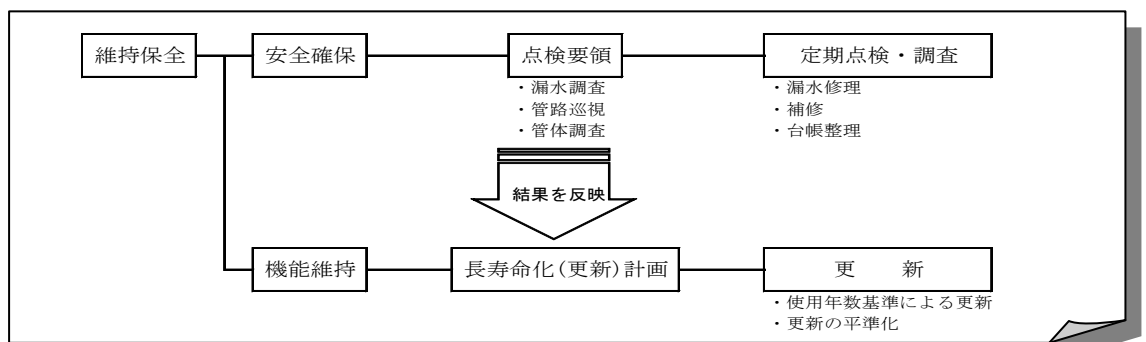 維持保全
安全確保
点検要領
定期点検・調査
・漏水調査
・管路巡視
・管体調査
・漏水修理
・補修
・台帳整理
結果を反映
機能維持
長寿命化(更新)計画
更　新
・使用年数基準による更新
・更新の平準化